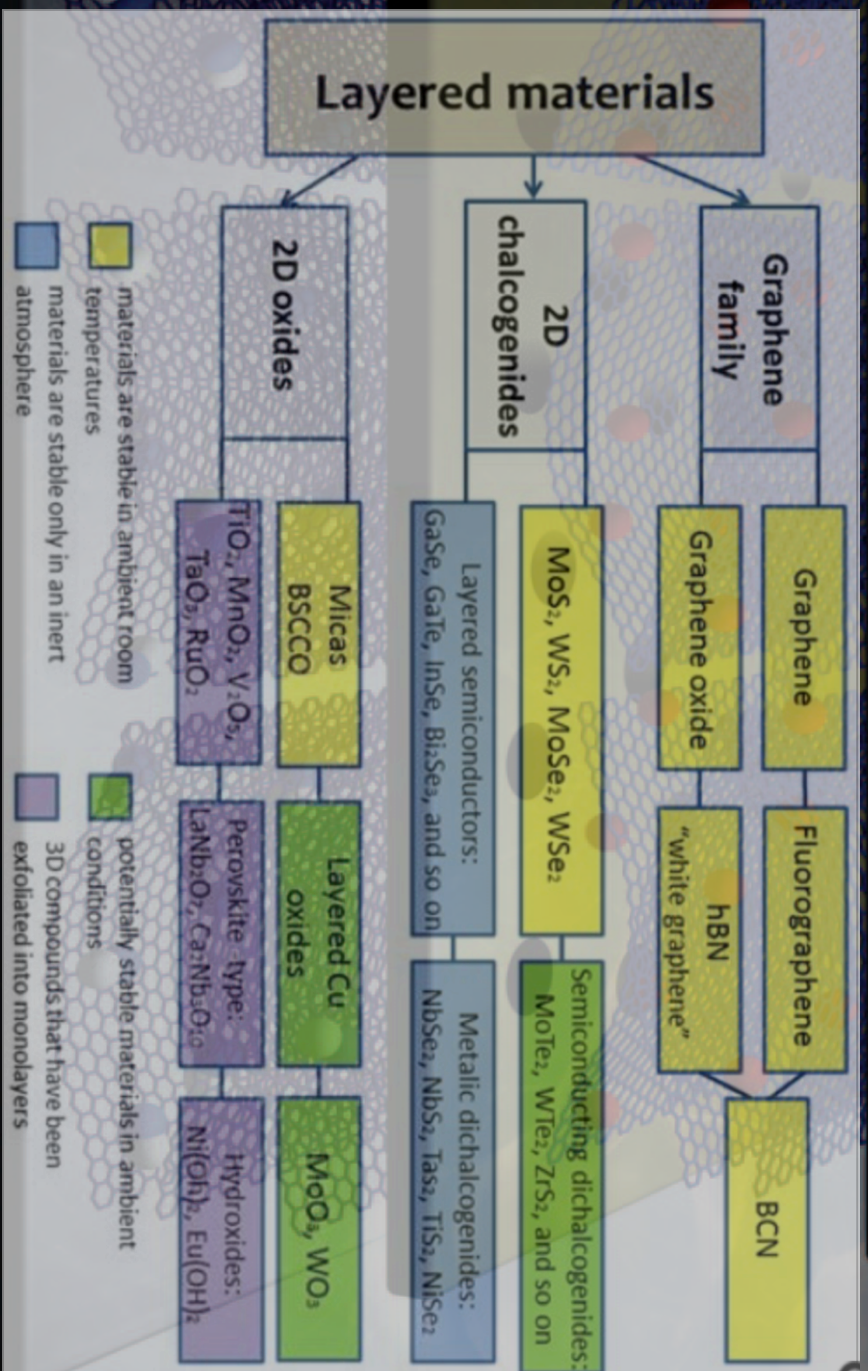 Layered materials
Graphene
family
Graphene
Fluorographene
Graphene oxide
hBN
“white graphene”
BCN
2D
chalcogenides
MoS₂, WS₂, MoSe₂, WSe₂
Semiconducting dichalcogenides:
MoTe₂, WTe₂, ZrS₂, and so on
Layered semiconductors:
GaSe, GaTe, InSe, Bi₂Se₃, and so on
Metalic dichalcogenides:
NbSe₂, NbS₂, Tas₂, TiS₂, NiSe₂
2D oxides
Micas
BSCCO
Layered Cu
oxides
MoO₃, WO₃
TiO₂, MnO₂, V₂O₅,
TaO₃, RuO₂
Perovskite - type:
LaNb₂O₇, Ca₂Nb₃O₁₀
Hydroxides:
Ni(Oh)₂, Eu(OH)₂
materials are stable in ambient room
temperatures
potentially stable materials in ambient
conditions
materials are stable only in an inert
atmosphere
3D compounds that have been
exfoliated into monolayers